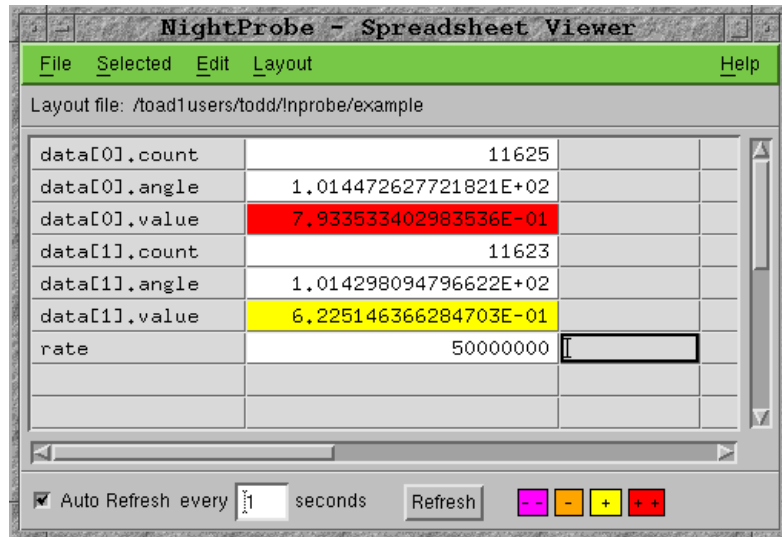 NightProbe - Spreadsheet Viewer
File Selected Edit Layout Help
Layout file: /toad1users/todd/!nprobe/example
data[0].count 11625
data[0].angle 1.014472627721821E+02
data[0].value 7.933533402983536E-01
data[1].count 11623
data[1].angle 1.014298094796622E+02
data[1].value 6.225146366284703E-01
rate 50000000
Auto Refresh every 1 seconds Refresh -- - + ++